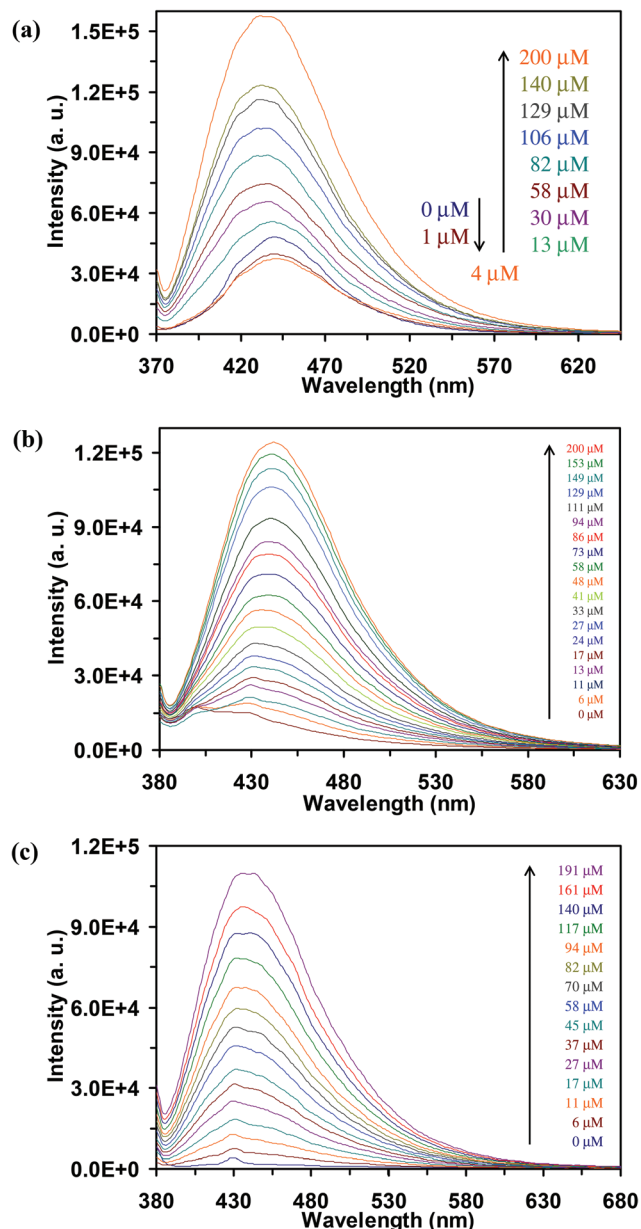 (a)
1.5E+5
1.2E+5
9.0E+4
6.0E+4
3.0E+4
0.0E+0
Intensity (a. u.)
200 μM
140 μM
129 μM
106 μM
82 μM
58 μM
30 μM
13 μM
0 μM
1 μM
4 μM
370 420 470 520 570 620
Wavelength (nm)
(b)
1.2E+5
9.0E+4
6.0E+4
3.0E+4
0.0E+0
Intensity (a. u.)
200 μM
153 μM
149 μM
129 μM
111 μM
94 μM
86 μM
73 μM
58 μM
48 μM
41 μM
33 μM
27 μM
24 μM
17 μM
13 μM
11 μM
6 μM
0 μM
380 430 480 530 580 630
Wavelength (nm)
(c)
1.2E+5
9.0E+4
6.0E+4
3.0E+4
0.0E+0
Intensity (a. u.)
191 μM
161 μM
140 μM
117 μM
94 μM
82 μM
70 μM
58 μM
45 μM
37 μM
27 μM
17 μM
11 μM
6 μM
0 μM
380 430 480 530 580 630 680
Wavelength (nm)